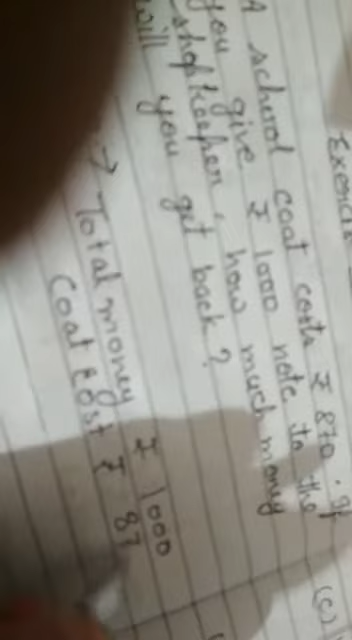 Exercis
A school coat costs ₹ 870. If
you give ₹ 1000 note to the
shopkeeper, how much money
will you get back?
(c)
→ Total money ₹ 1000
Coat cost ₹ 87